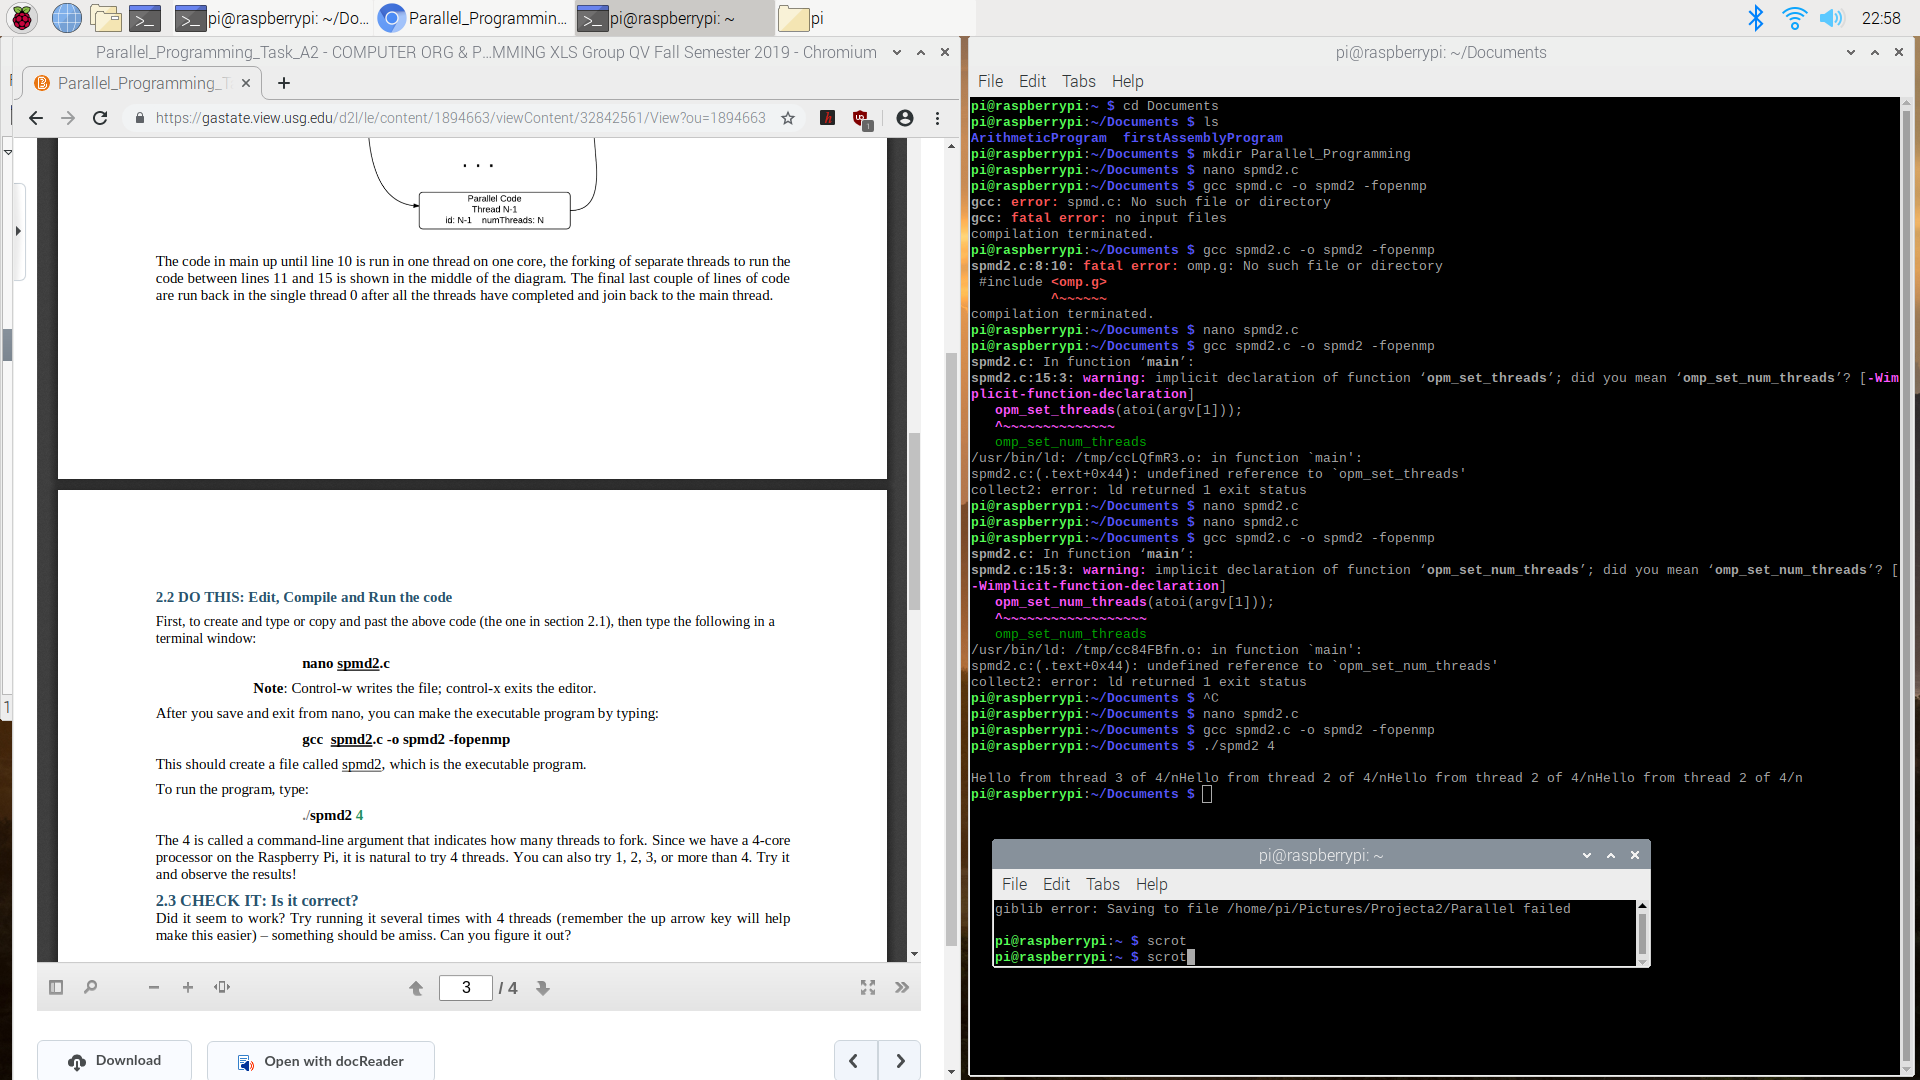 pi@raspberrypi: ~/Do...
Parallel_Programmin...
pi@raspberrypi: ~
pi
22:58
Parallel_Programming_Task_A2 - COMPUTER ORG & P...MMING XLS Group QV Fall Semester 2019 - Chromium
Parallel_Programming_T
https://gastate.view.usg.edu/d2l/le/content/1894663/viewContent/32842561/View?ou=1894663
1
. . .
Parallel Code
Thread N-1
id: N-1 numThreads: N
The code in main up until line 10 is run in one thread on one core, the forking of separate threads to run the
code between lines 11 and 15 is shown in the middle of the diagram. The final last couple of lines of code
are run back in the single thread 0 after all the threads have completed and join back to the main thread.
2.2 DO THIS: Edit, Compile and Run the code
First, to create and type or copy and past the above code (the one in section 2.1), then type the following in a
terminal window:
nano spmd2.c
Note: Control-w writes the file; control-x exits the editor.
After you save and exit from nano, you can make the executable program by typing:
gcc spmd2.c -o spmd2 -fopenmp
This should create a file called spmd2, which is the executable program.
To run the program, type:
./spmd2 4
The 4 is called a command-line argument that indicates how many threads to fork. Since we have a 4-core
processor on the Raspberry Pi, it is natural to try 4 threads. You can also try 1, 2, 3, or more than 4. Try it
and observe the results!
2.3 CHECK IT: Is it correct?
Did it seem to work? Try running it several times with 4 threads (remember the up arrow key will help
make this easier) – something should be amiss. Can you figure it out?
3 / 4
Download
Open with docReader
1
pi@raspberrypi: ~/Documents
File Edit Tabs Help
pi@raspberrypi:~ $ cd Documents
pi@raspberrypi:~/Documents $ ls
ArithmeticProgram firstAssemblyProgram
pi@raspberrypi:~/Documents $ mkdir Parallel_Programming
pi@raspberrypi:~/Documents $ nano spmd2.c
pi@raspberrypi:~/Documents $ gcc spmd.c -o spmd2 -fopenmp
gcc: error: spmd.c: No such file or directory
gcc: fatal error: no input files
compilation terminated.
pi@raspberrypi:~/Documents $ gcc spmd2.c -o spmd2 -fopenmp
spmd2.c:8:10: fatal error: omp.g: No such file or directory
#include <omp.g>
^~~~~~~
compilation terminated.
pi@raspberrypi:~/Documents $ nano spmd2.c
pi@raspberrypi:~/Documents $ gcc spmd2.c -o spmd2 -fopenmp
spmd2.c: In function ‘main’:
spmd2.c:15:3: warning: implicit declaration of function ‘opm_set_threads’; did you mean ‘omp_set_num_threads’? [-Wim
plicit-function-declaration]
opm_set_threads(atoi(argv[1]));
^~~~~~~~~~~~~~~
omp_set_num_threads
/usr/bin/ld: /tmp/ccLQfmR3.o: in function `main':
spmd2.c:(.text+0x44): undefined reference to `opm_set_threads'
collect2: error: ld returned 1 exit status
pi@raspberrypi:~/Documents $ nano spmd2.c
pi@raspberrypi:~/Documents $ nano spmd2.c
pi@raspberrypi:~/Documents $ gcc spmd2.c -o spmd2 -fopenmp
spmd2.c: In function ‘main’:
spmd2.c:15:3: warning: implicit declaration of function ‘opm_set_num_threads’; did you mean ‘omp_set_num_threads’? [
-Wimplicit-function-declaration]
opm_set_num_threads(atoi(argv[1]));
^~~~~~~~~~~~~~~~~~~
omp_set_num_threads
/usr/bin/ld: /tmp/cc84FBfn.o: in function `main':
spmd2.c:(.text+0x44): undefined reference to `opm_set_num_threads'
collect2: error: ld returned 1 exit status
pi@raspberrypi:~/Documents $ ^C
pi@raspberrypi:~/Documents $ nano spmd2.c
pi@raspberrypi:~/Documents $ gcc spmd2.c -o spmd2 -fopenmp
pi@raspberrypi:~/Documents $ ./spmd2 4
Hello from thread 3 of 4/nHello from thread 2 of 4/nHello from thread 2 of 4/nHello from thread 2 of 4/n
pi@raspberrypi:~/Documents $
pi@raspberrypi: ~
File Edit Tabs Help
giblib error: Saving to file /home/pi/Pictures/Projecta2/Parallel failed
pi@raspberrypi:~ $ scrot
pi@raspberrypi:~ $ scrot